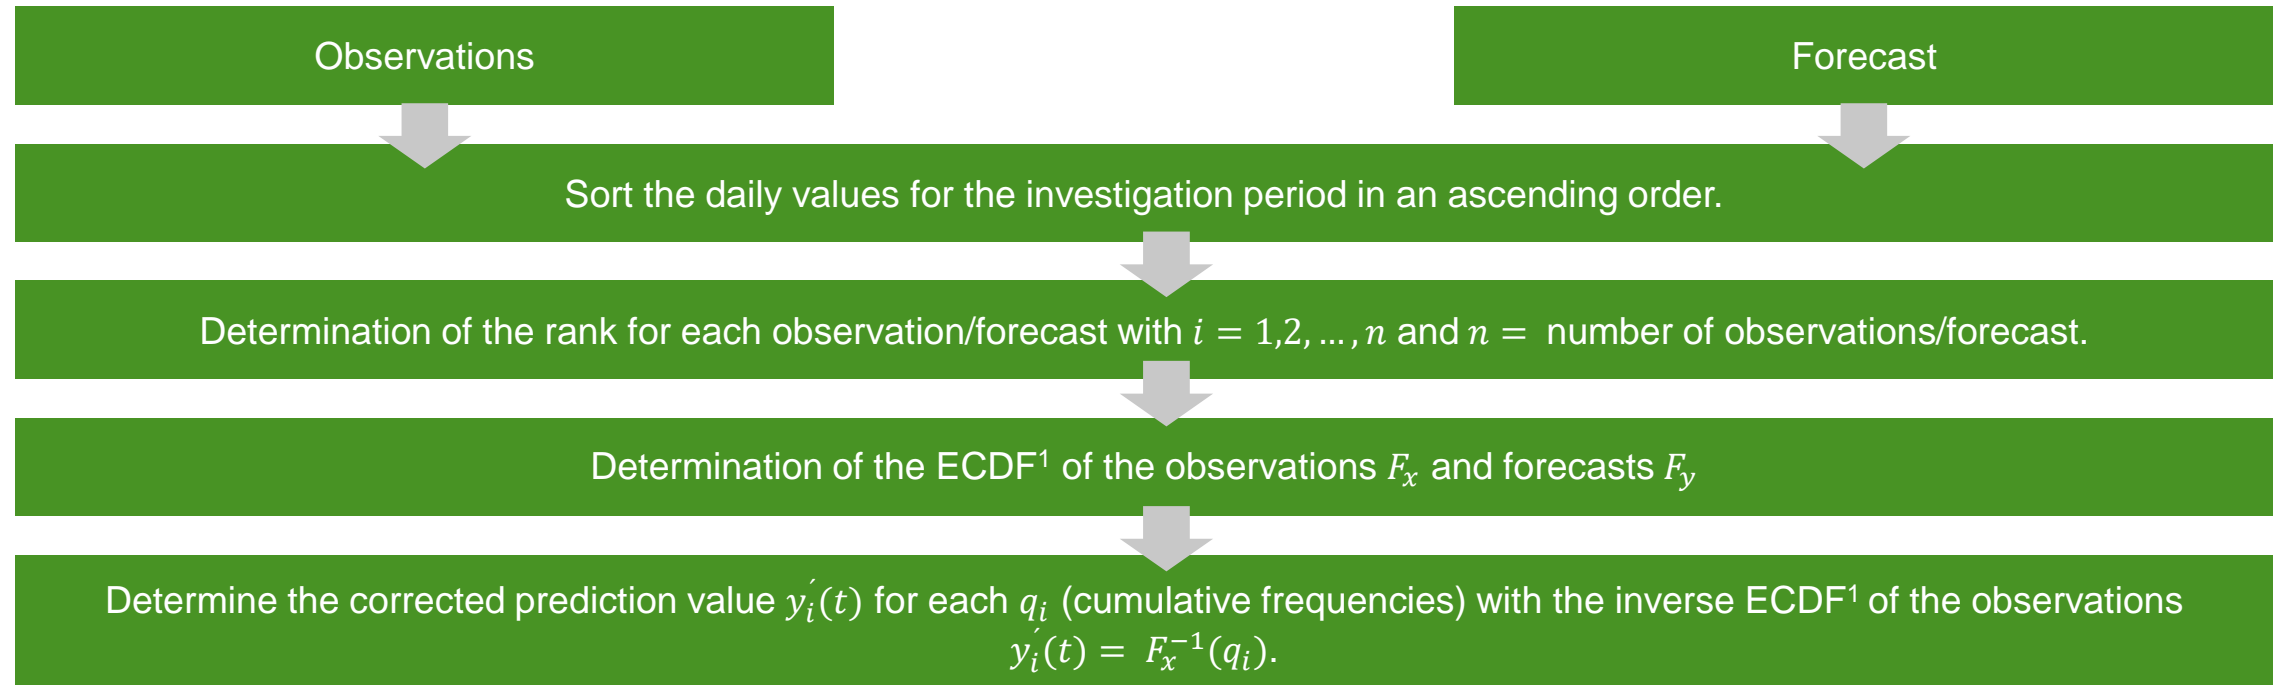 Observations
Forecast
Sort the daily values for the investigation period in an ascending order.
Determination of the rank for each observation/forecast with 𝑖 = 1,2, … , 𝑛 and 𝑛 = number of observations/forecast.
Determination of the ECDF¹ of the observations 𝐹ₓ and forecasts 𝐹_y
Determine the corrected prediction value 𝑦ᵢ´(𝑡) for each 𝑞ᵢ (cumulative frequencies) with the inverse ECDF¹ of the observations
𝑦ᵢ´(𝑡) = 𝐹ₓ⁻¹(𝑞ᵢ).